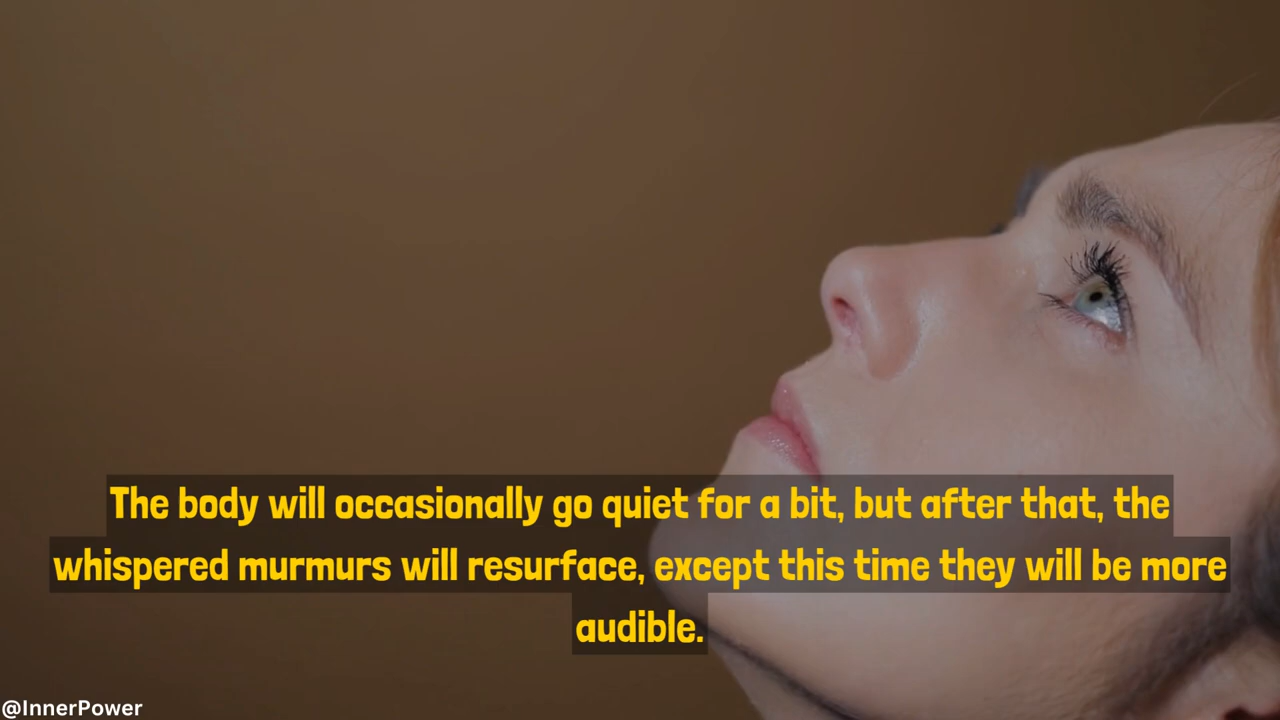 The body will occasionally go quiet for a bit, but after that, the
whispered murmurs will resurface, except this time they will be more
audible.
@InnerPower